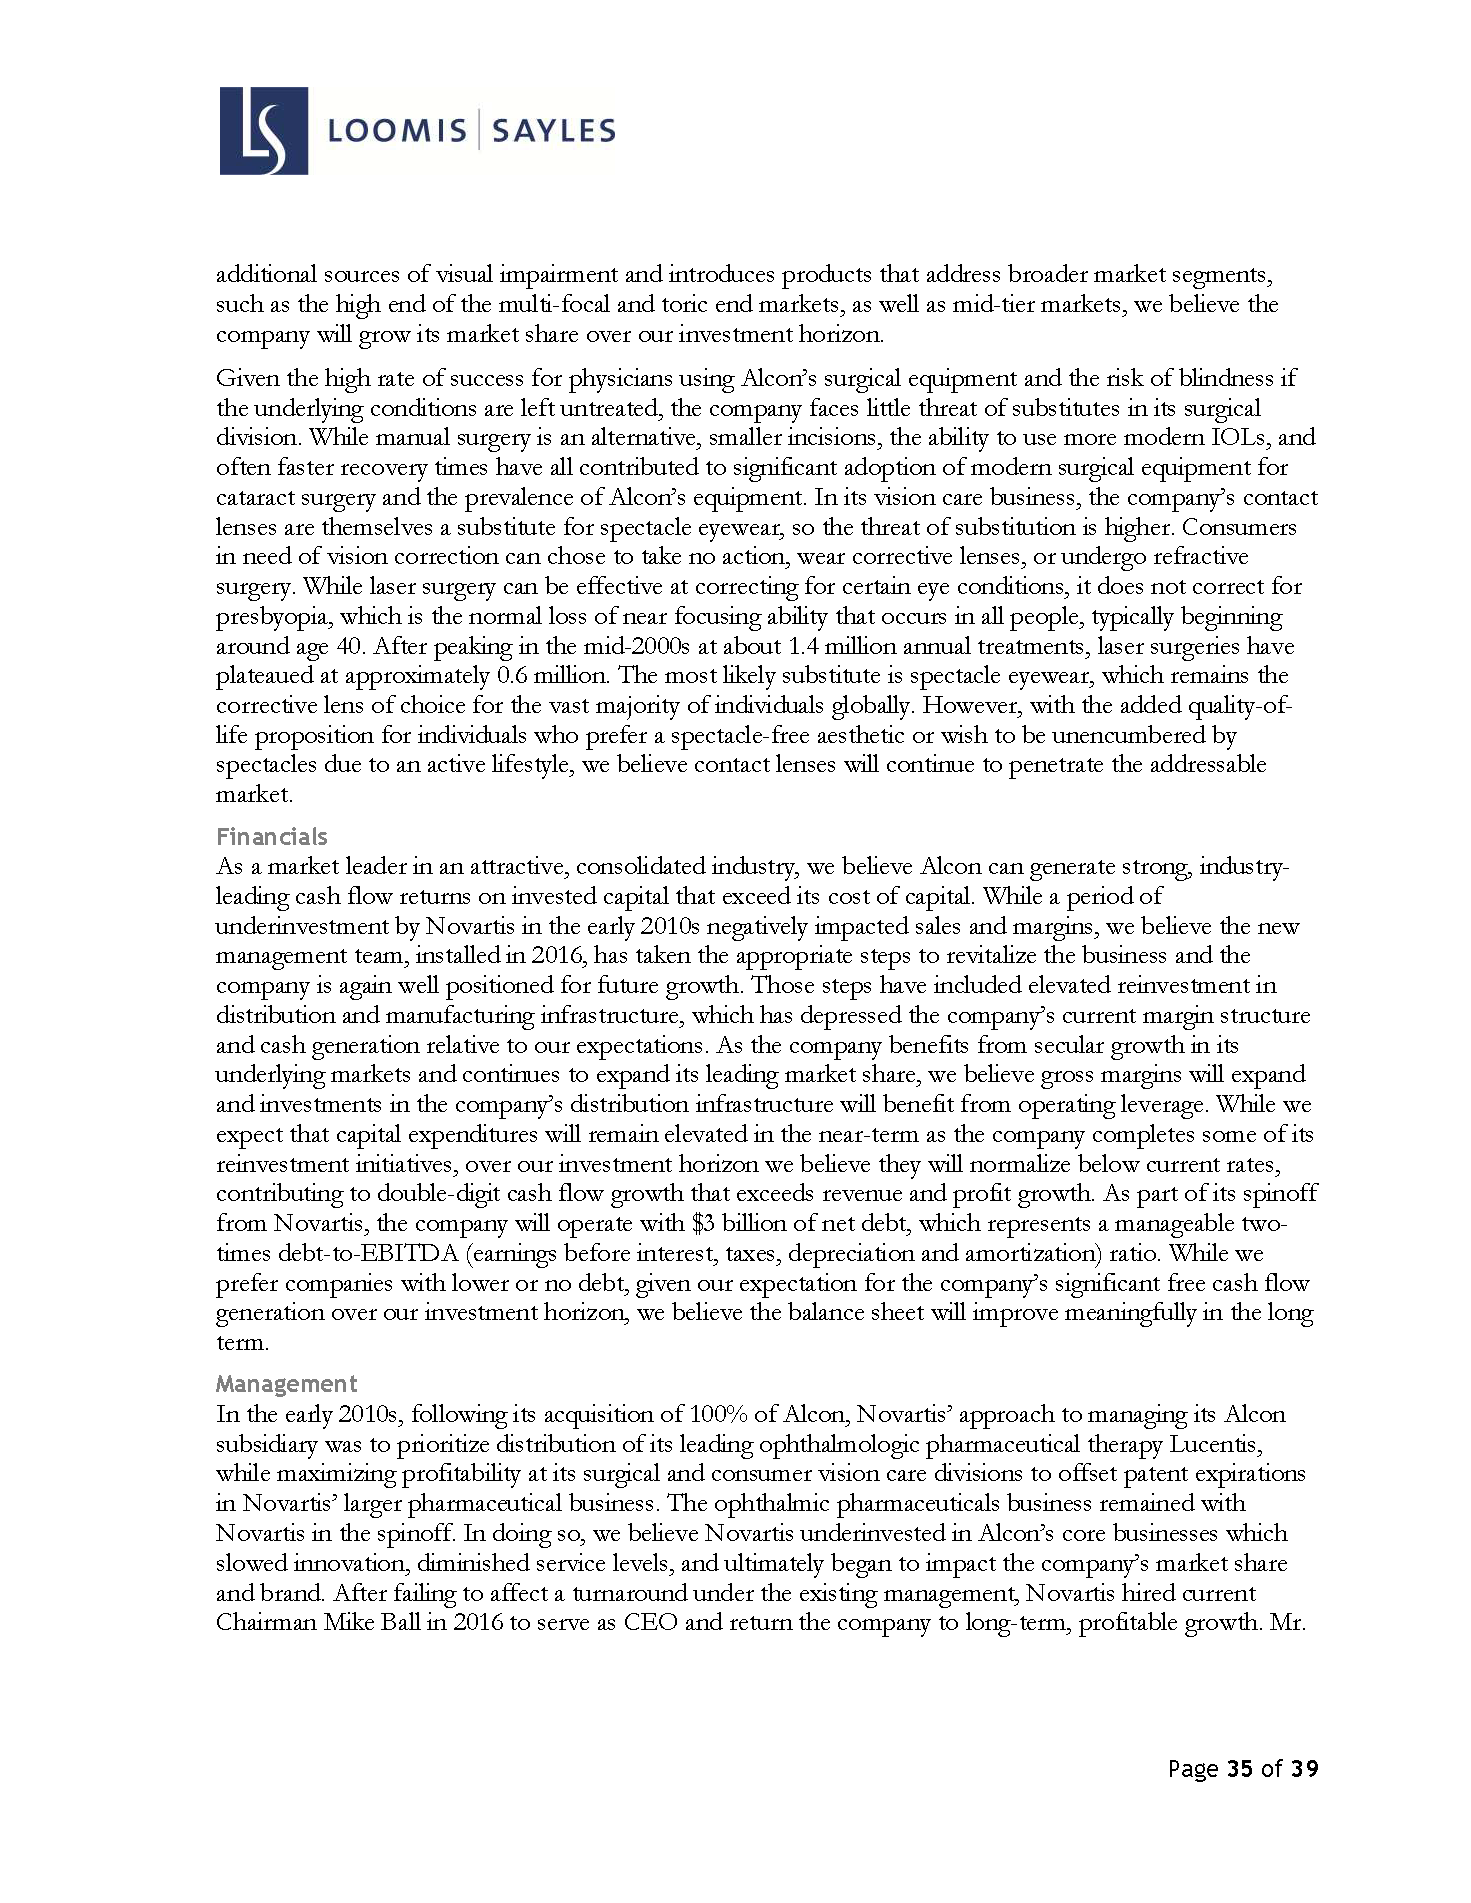 LS LOOMIS | SAYLES
additional sources of visual impairment and introduces products that address broader market segments,
such as the high end of the multi-focal and toric end markets, as well as mid-tier markets, we believe the
company will grow its market share over our investment horizon.
Given the high rate of success for physicians using Alcon’s surgical equipment and the risk of blindness if
the underlying conditions are left untreated, the company faces little threat of substitutes in its surgical
division. While manual surgery is an alternative, smaller incisions, the ability to use more modern IOLs, and
often faster recovery times have all contributed to significant adoption of modern surgical equipment for
cataract surgery and the prevalence of Alcon’s equipment. In its vision care business, the company’s contact
lenses are themselves a substitute for spectacle eyewear, so the threat of substitution is higher. Consumers
in need of vision correction can chose to take no action, wear corrective lenses, or undergo refractive
surgery. While laser surgery can be effective at correcting for certain eye conditions, it does not correct for
presbyopia, which is the normal loss of near focusing ability that occurs in all people, typically beginning
around age 40. After peaking in the mid-2000s at about 1.4 million annual treatments, laser surgeries have
plateaued at approximately 0.6 million. The most likely substitute is spectacle eyewear, which remains the
corrective lens of choice for the vast majority of individuals globally. However, with the added quality-of-
life proposition for individuals who prefer a spectacle-free aesthetic or wish to be unencumbered by
spectacles due to an active lifestyle, we believe contact lenses will continue to penetrate the addressable
market.
Financials
As a market leader in an attractive, consolidated industry, we believe Alcon can generate strong, industry-
leading cash flow returns on invested capital that exceed its cost of capital. While a period of
underinvestment by Novartis in the early 2010s negatively impacted sales and margins, we believe the new
management team, installed in 2016, has taken the appropriate steps to revitalize the business and the
company is again well positioned for future growth. Those steps have included elevated reinvestment in
distribution and manufacturing infrastructure, which has depressed the company’s current margin structure
and cash generation relative to our expectations. As the company benefits from secular growth in its
underlying markets and continues to expand its leading market share, we believe gross margins will expand
and investments in the company’s distribution infrastructure will benefit from operating leverage. While we
expect that capital expenditures will remain elevated in the near-term as the company completes some of its
reinvestment initiatives, over our investment horizon we believe they will normalize below current rates,
contributing to double-digit cash flow growth that exceeds revenue and profit growth. As part of its spinoff
from Novartis, the company will operate with $3 billion of net debt, which represents a manageable two-
times debt-to-EBITDA (earnings before interest, taxes, depreciation and amortization) ratio. While we
prefer companies with lower or no debt, given our expectation for the company’s significant free cash flow
generation over our investment horizon, we believe the balance sheet will improve meaningfully in the long
term.
Management
In the early 2010s, following its acquisition of 100% of Alcon, Novartis’ approach to managing its Alcon
subsidiary was to prioritize distribution of its leading ophthalmologic pharmaceutical therapy Lucentis,
while maximizing profitability at its surgical and consumer vision care divisions to offset patent expirations
in Novartis’ larger pharmaceutical business. The ophthalmic pharmaceuticals business remained with
Novartis in the spinoff. In doing so, we believe Novartis underinvested in Alcon’s core businesses which
slowed innovation, diminished service levels, and ultimately began to impact the company’s market share
and brand. After failing to affect a turnaround under the existing management, Novartis hired current
Chairman Mike Ball in 2016 to serve as CEO and return the company to long-term, profitable growth. Mr.
Page 35 of 39